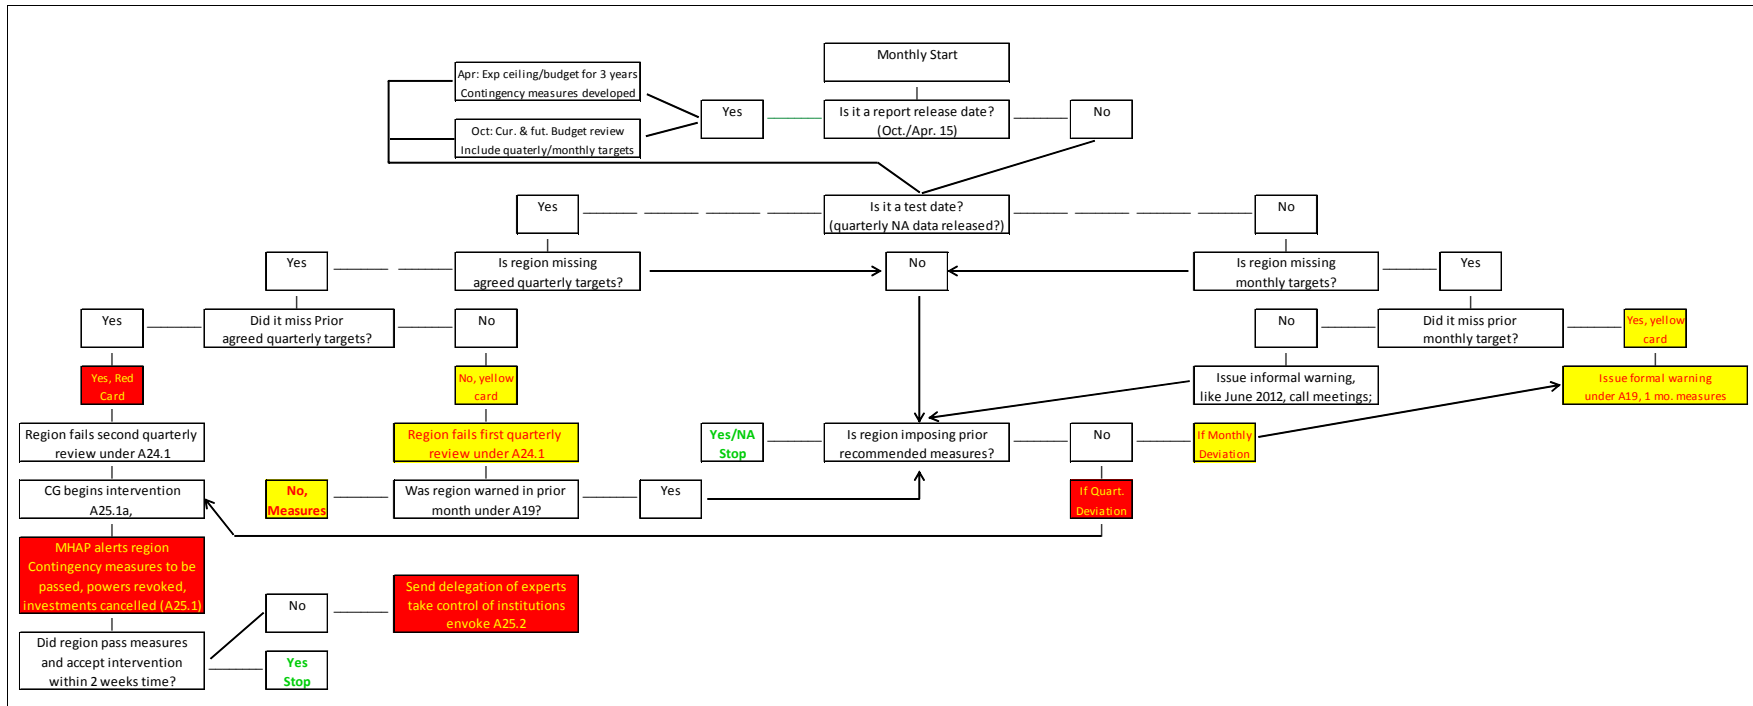 Monthly Start
Apr: Exp ceiling/budget for 3 years
Contingency measures developed
Yes
Is it a report release date?
(Oct./Apr. 15)
No
Oct: Cur. & fut. Budget review
Include quaterly/monthly targets
Yes
Is it a test date?
(quarterly NA data released?)
No
Yes
Is region missing
agreed quarterly targets?
No
Is region missing
monthly targets?
Yes
Yes
Did it miss Prior
agreed quarterly targets?
No
No
Did it miss prior
monthly target?
Yes, yellow
card
Yes, Red
Card
No, yellow
card
Issue informal warning,
like June 2012, call meetings;
Issue formal warning
under A19, 1 mo. measures
Region fails second quarterly
review under A24.1
Region fails first quarterly
review under A24.1
Yes/NA
Stop
Is region imposing prior
recommended measures?
No
If Monthly
Deviation
CG begins intervention
A25.1a,
No,
Measures
Was region warned in prior
month under A19?
Yes
If Quart.
Deviation
MHAP alerts region
Contingency measures to be
passed, powers revoked,
investments cancelled (A25.1)
No
Send delegation of experts
take control of institutions
envoke A25.2
Did region pass measures
and accept intervention
within 2 weeks time?
Yes
Stop